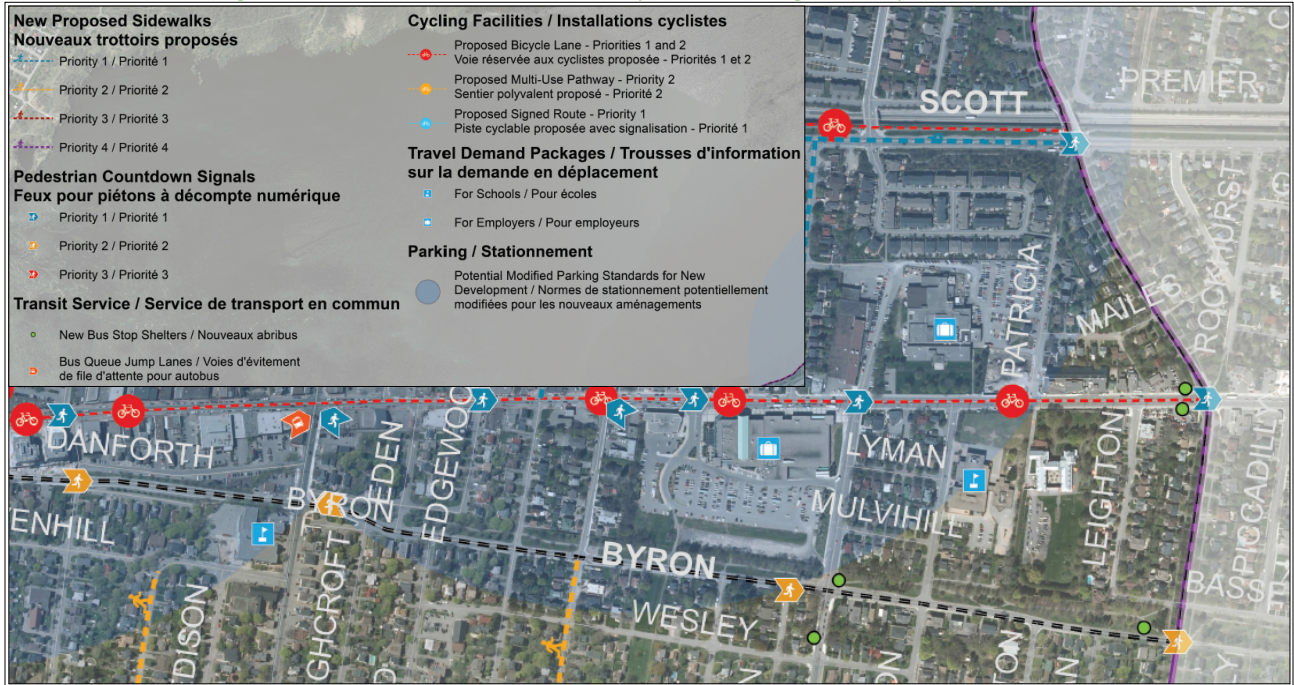 New Proposed Sidewalks
Nouveaux trottoirs proposés
Priority 1 / Priorité 1
Priority 2 / Priorité 2
Priority 3 / Priorité 3
Priority 4 / Priorité 4
Pedestrian Countdown Signals
Feux pour piétons à décompte numérique
Priority 1 / Priorité 1
Priority 2 / Priorité 2
Priority 3 / Priorité 3
Transit Service / Service de transport en commun
New Bus Stop Shelters / Nouveaux abribus
Bus Queue Jump Lanes / Voies d'évitement
de file d'attente pour autobus
Cycling Facilities / Installations cyclistes
Proposed Bicycle Lane - Priorities 1 and 2
Voie réservée aux cyclistes proposée - Priorités 1 et 2
Proposed Multi-Use Pathway - Priority 2
Sentier polyvalent proposé - Priorité 2
Proposed Signed Route - Priority 1
Piste cyclable proposée avec signalisation - Priorité 1
Travel Demand Packages / Trousses d'information
sur la demande en déplacement
For Schools / Pour écoles
For Employers / Pour employeurs
Parking / Stationnement
Potential Modified Parking Standards for New
Development / Normes de stationnement potentiellement
modifiées pour les nouveaux aménagements
SCOTT
PREMIER
PATRICIA
MAILES
ROCKHURST
DANFORTH
EDEN
EDGEWOO
LYMAN
MULVIHILL
LEIGHTON
PICCADILLY
BYRON
ENHILL
BYRON
WESLEY
BASS
DISON
GHCROFT
TON